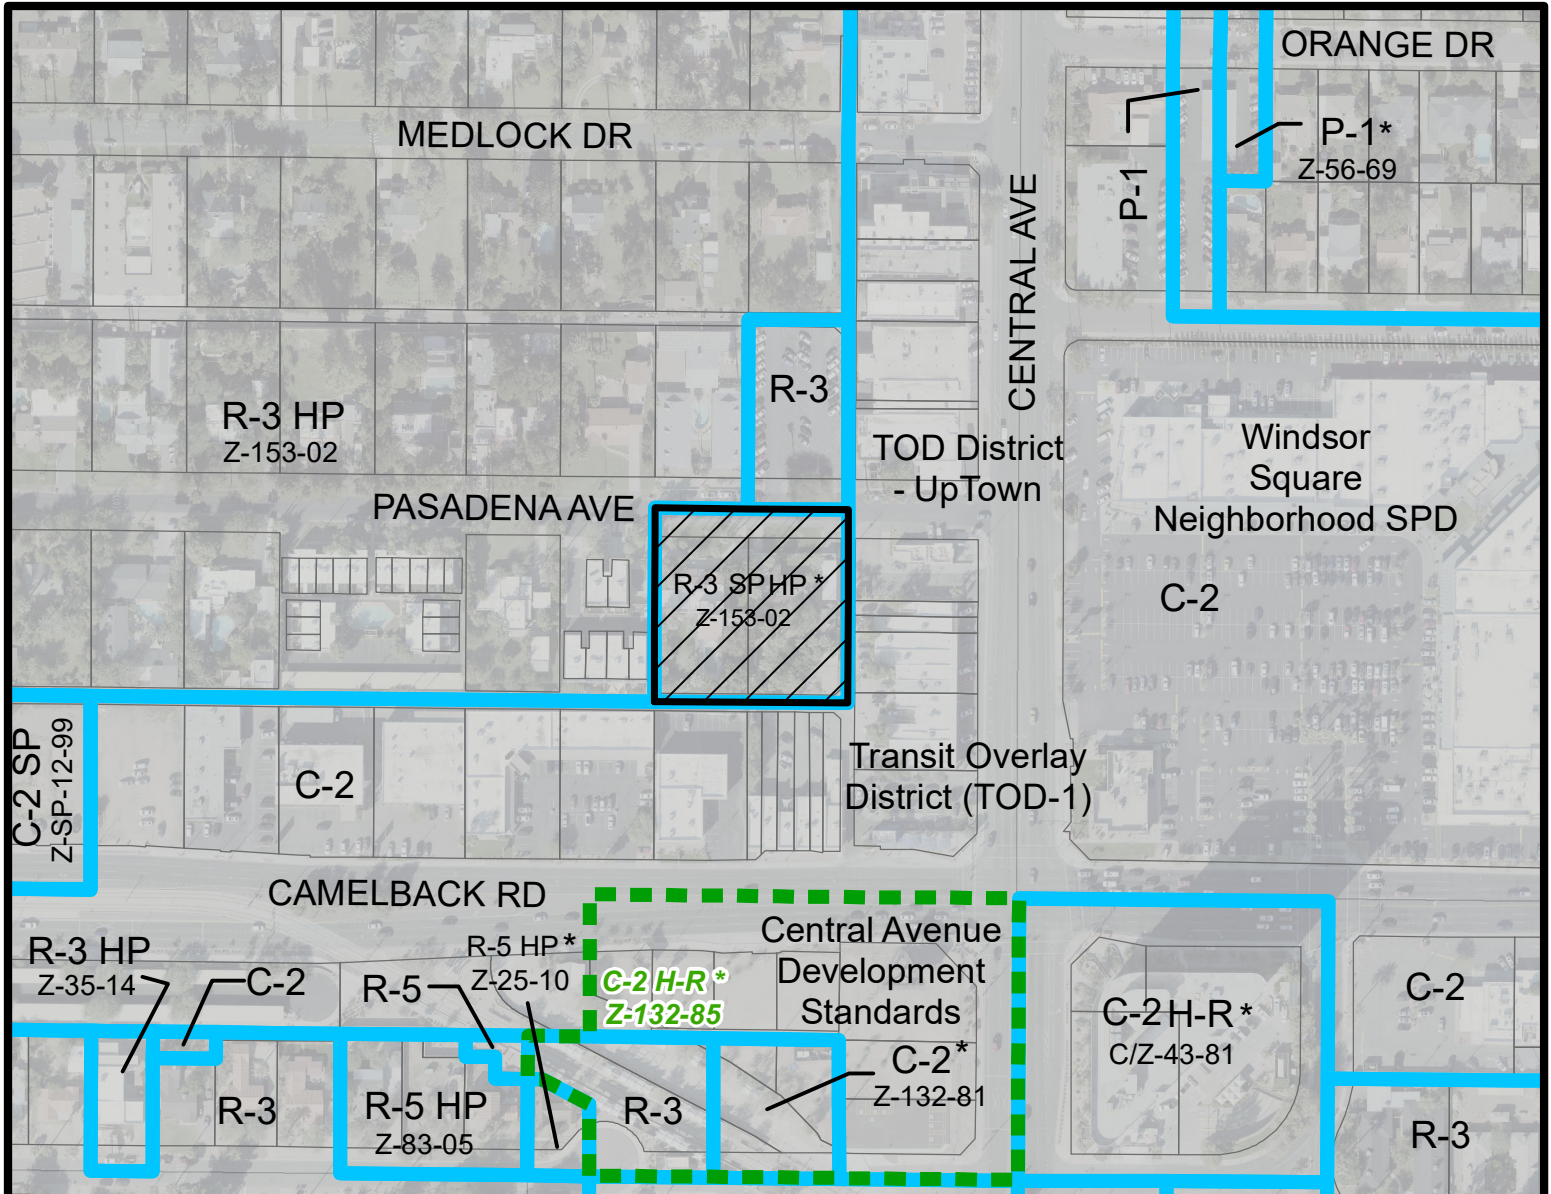 ORANGE DR
MEDLOCK DR
P-1*
Z-56-69
P-1
CENTRAL AVE
R-3
R-3 HP
Z-153-02
TOD District
- UpTown
Windsor
Square
Neighborhood SPD
PASADENA AVE
R-3 SP HP *
Z-153-02
C-2
C-2 SP
Z-SP-12-99
C-2
Transit Overlay
District (TOD-1)
CAMELBACK RD
R-3 HP
Z-35-14
C-2
R-5
R-5 HP *
Z-25-10
C-2 H-R *
Z-132-85
Central Avenue
Development
Standards
C-2 H-R *
C/Z-43-81
C-2
R-3
R-5 HP
Z-83-05
R-3
C-2 *
Z-132-81
R-3